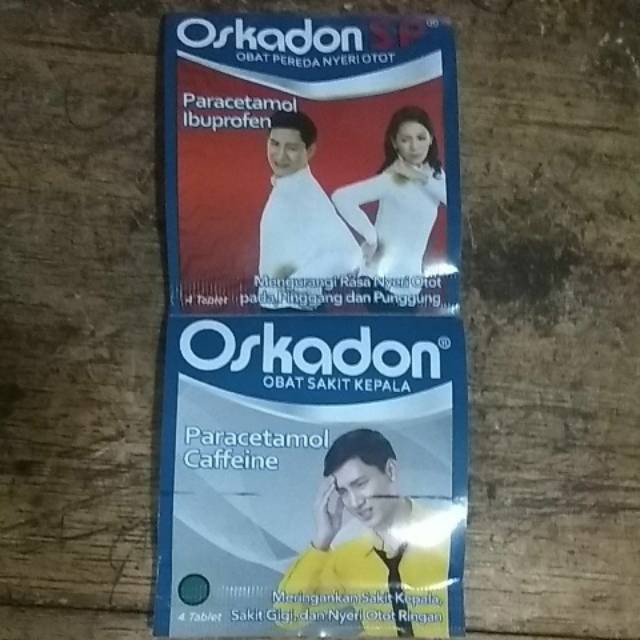 Oskadon SP®
OBAT PEREDA NYERI OTOT
Paracetamol
Ibuprofen
Mengurangi Rasa Nyeri Otot
4 Tablet pada Pinggang dan Punggung
Oskadon®
OBAT SAKIT KEPALA
Paracetamol
Caffeine
Meringankan Sakit Kepala,
4 Tablet Sakit Gigi, dan Nyeri Otot Ringan